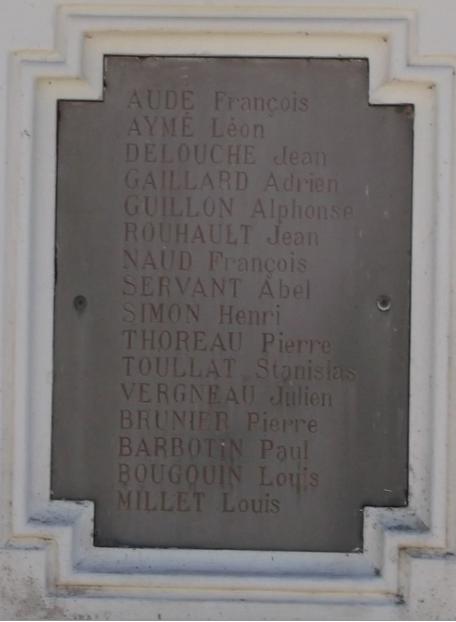 AUDE François
AYMÉ Léon
DELOUCHE Jean
GAILLARD Adrien
GUILLON Alphonse
ROUHAULT Jean
NAUD François
SERVANT Abel
SIMON Henri
THOREAU Pierre
TOULLAT Stanislas
VERGNEAU Julien
BRUNIER Pierre
BARBOTIN Paul
BOUGOUIN Louis
MILLET Louis